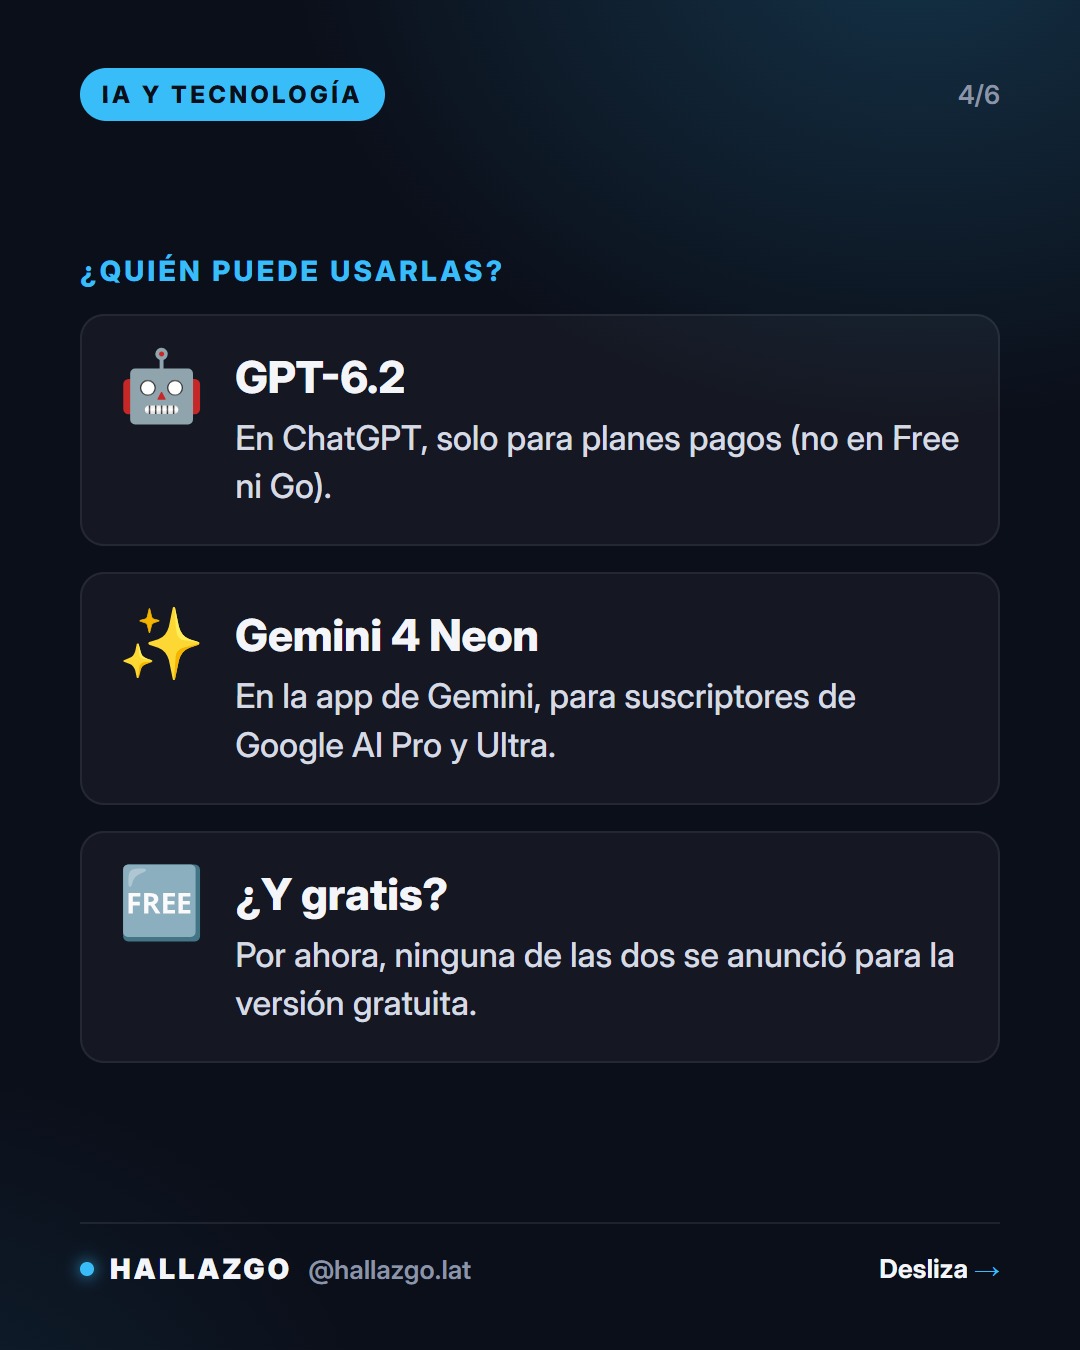 IA Y TECNOLOGÍA
4/6
¿QUIÉN PUEDE USARLAS?
GPT-6.2
En ChatGPT, solo para planes pagos (no en Free
ni Go).
Gemini 4 Neon
En la app de Gemini, para suscriptores de
Google AI Pro y Ultra.
FREE
¿Y gratis?
Por ahora, ninguna de las dos se anunció para la
versión gratuita.
HALLAZGO @hallazgo.lat
Desliza →